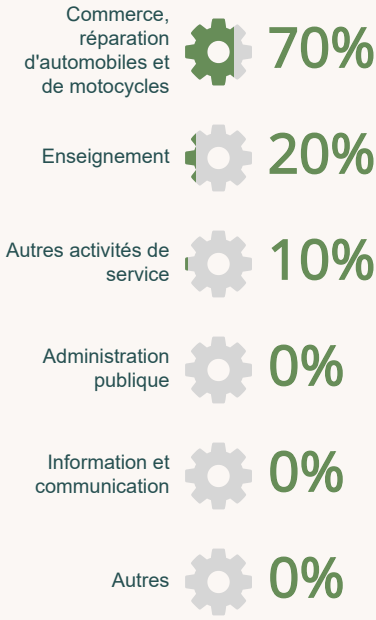 Commerce,
réparation
d'automobiles et
de motocycles
70%
Enseignement
20%
Autres activités de
service
10%
Administration
publique
0%
Information et
communication
0%
Autres
0%